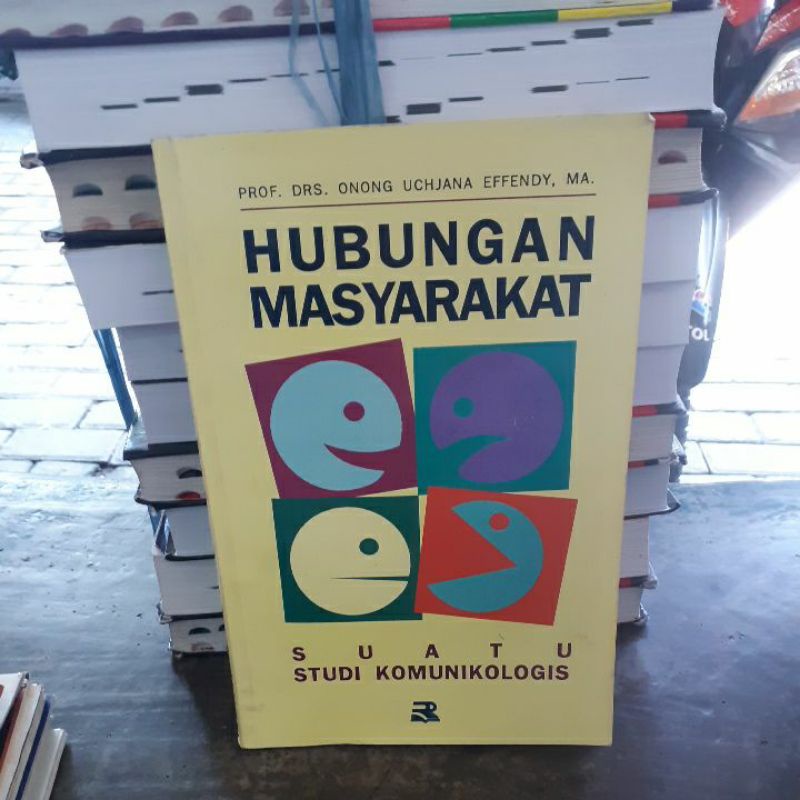 PROF. DRS. ONONG UCHJANA EFFENDY, MA.
HUBUNGAN
MASYARAKAT
SUATU
STUDI KOMUNIKOLOGIS